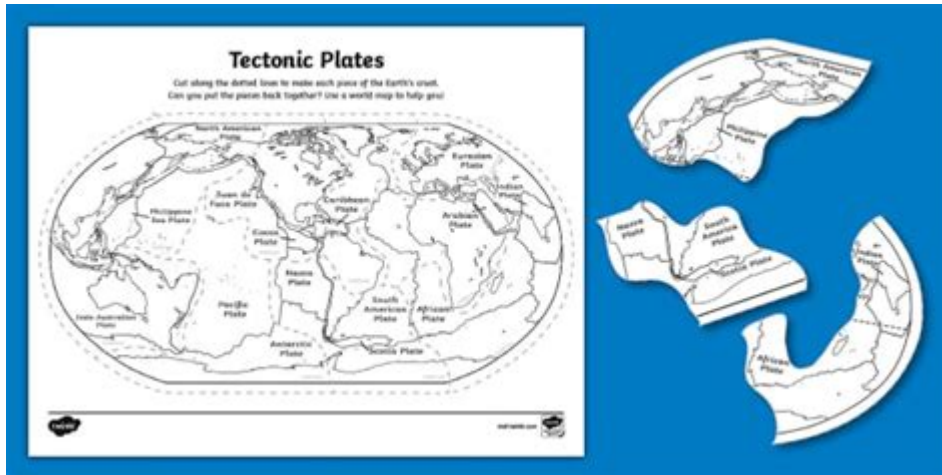 Tectonic Plates
Cut along the dotted lines to make each piece of the Earth's crust.
Can you put the pieces back together? Use a world map to help you!
North American
Plate
Eurasian
Plate
Indian
Plate
Juan de
Fuca Plate
Caribbean
Plate
Philippine
Sea Plate
Arabian
Plate
Cocos
Plate
Nazca
Plate
Pacific
Plate
South
American
Plate
African
Plate
Indo-Australian
Plate
Antarctic
Plate
Scotia Plate
twinkl
visit twinkl.com
North American
Plate
Philippine
Plate
Nazca
Plate
South
America
Plate
Scotia Plate
Indian
Plate
African
Plate